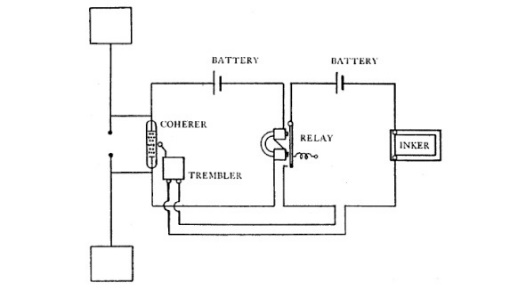 BATTERY
BATTERY
COHERER
RELAY
INKER
TREMBLER